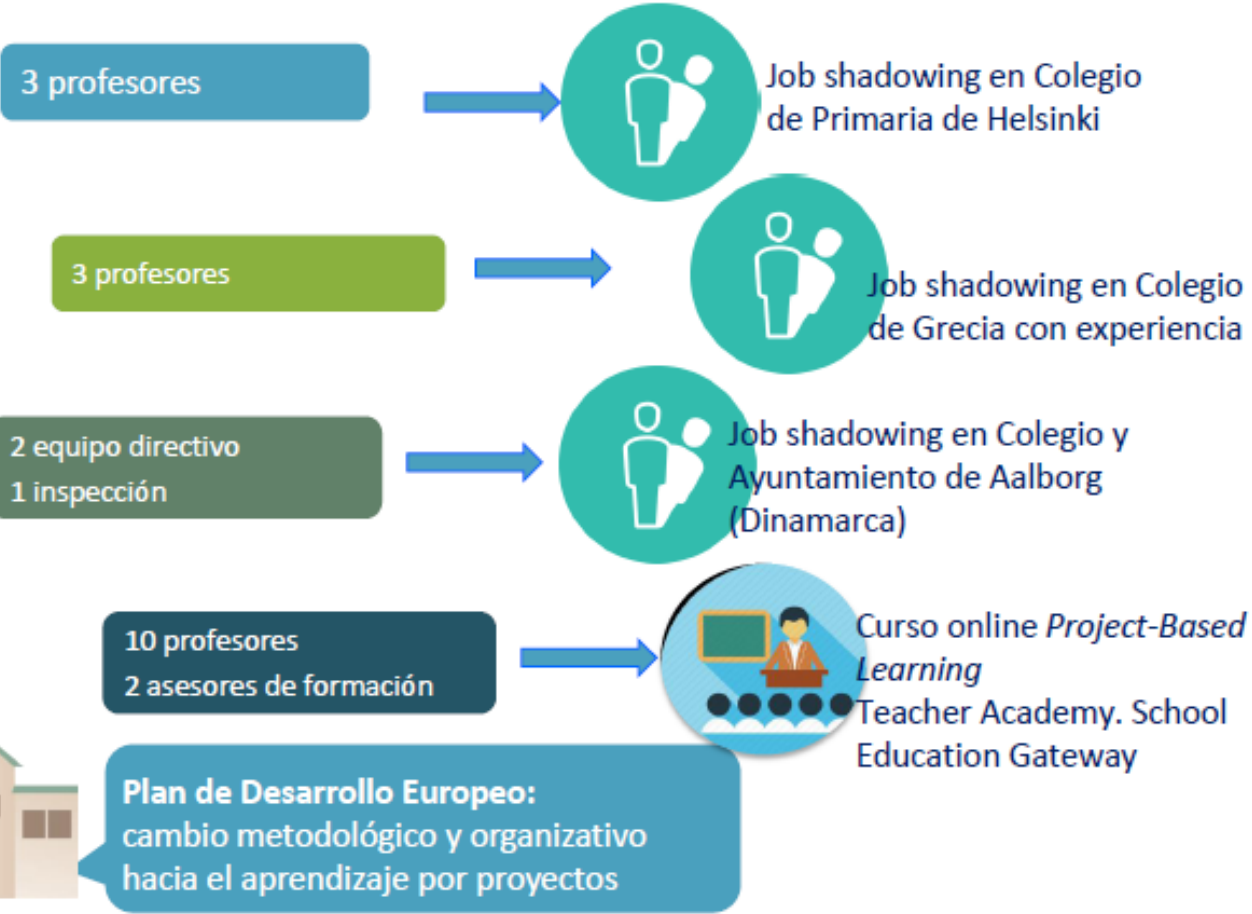 3 profesores
Job shadowing en Colegio
de Primaria de Helsinki
3 profesores
Job shadowing en Colegio
de Grecia con experiencia
2 equipo directivo
1 inspección
Job shadowing en Colegio y
Ayuntamiento de Aalborg
(Dinamarca)
10 profesores
2 asesores de formación
Curso online Project-Based
Learning
Teacher Academy. School
Education Gateway
Plan de Desarrollo Europeo:
cambio metodológico y organizativo
hacia el aprendizaje por proyectos